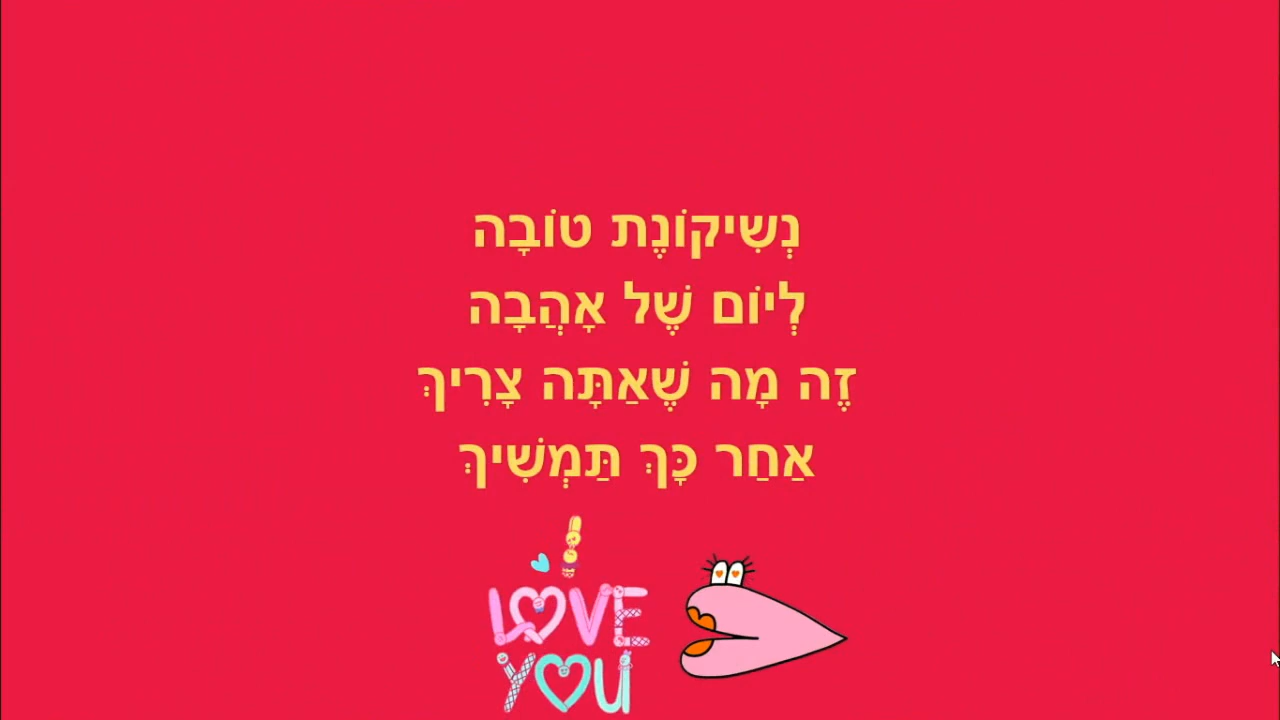 נְשִׁיקוֹנֶת טוֹבָה
לְיוֹם שֶׁל אָהֲבָה
זֶה מָה שֶׁאַתָּה צָרִיךְ
אַחַר כָּךְ תַּמְשִׁיךְ
I
LOVE
YOU